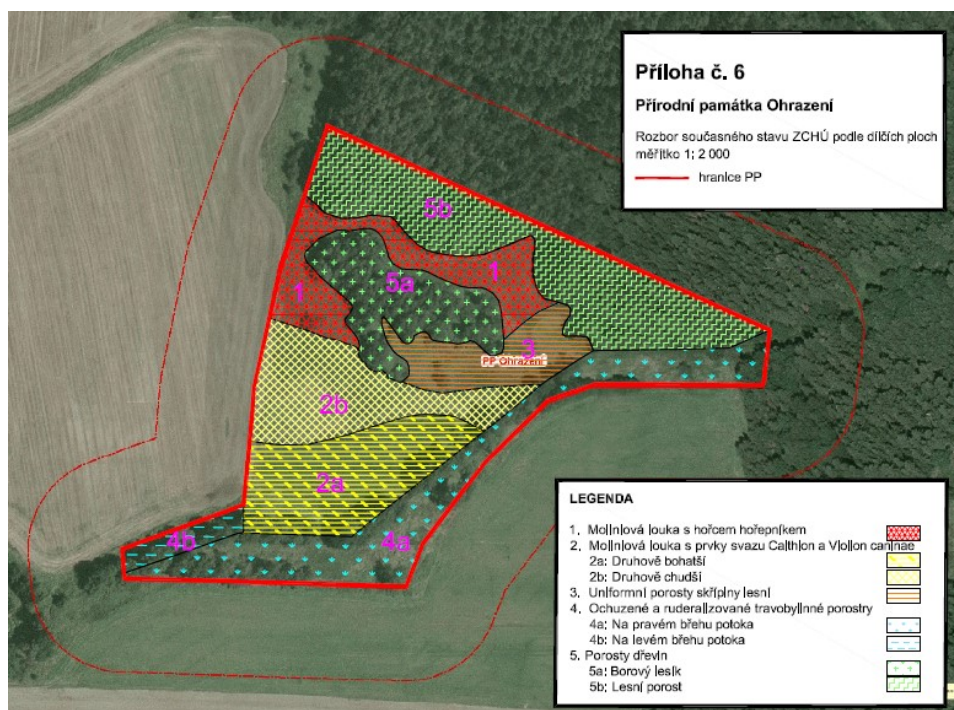 Příloha č. 6
Přírodní památka Ohrazení
Rozbor současného stavu ZCHÚ podle dílčích ploch
měřítko 1: 2 000
hranice PP
5b
5a
1
1
3
PP Ohrazení
2b
2a
4b
4a
LEGENDA
1. Moliniová louka s hořcem hořepníkem
2. Moliniová louka s prvky svazu Calthion a Violion caninae
2a: Druhově bohatší
2b: Druhově chudší
3. Uniformní porosty skřípiny lesní
4. Ochuzené a ruderalizované travobylinné porostry
4a: Na pravém břehu potoka
4b: Na levém břehu potoka
5. Porosty dřevin
5a: Borový lesík
5b: Lesní porost